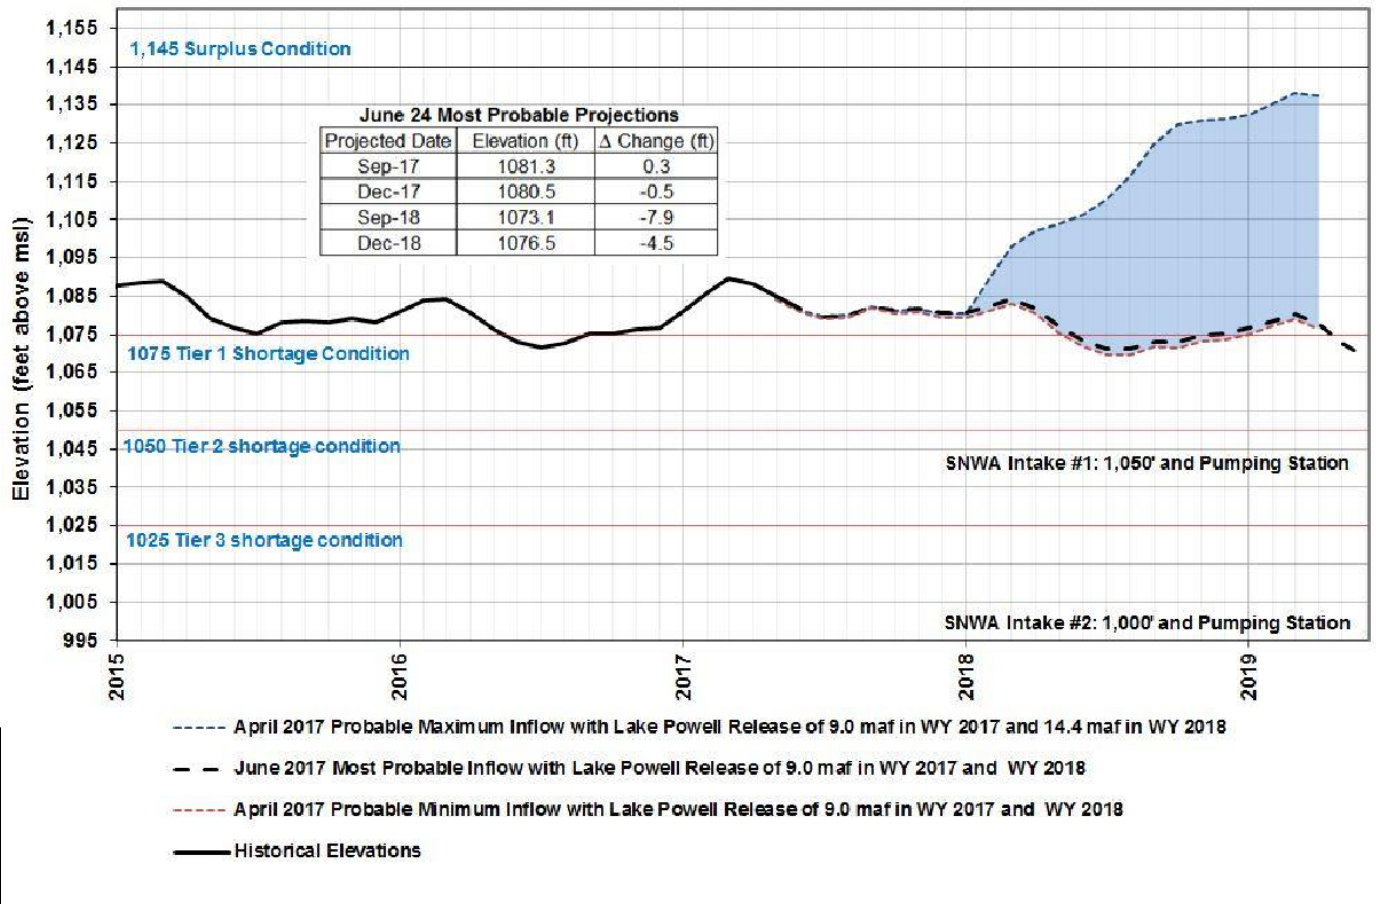 1,155
1,145 Surplus Condition
1,145
1,135
June 24 Most Probable Projections
Projected Date Elevation (ft) Δ Change (ft)
Sep-17 1081.3 0.3
Dec-17 1080.5 -0.5
Sep-18 1073.1 -7.9
Dec-18 1076.5 -4.5
1,125
1,115
1,105
1,095
1,085
1,075
1075 Tier 1 Shortage Condition
1,065
1,055
1050 Tier 2 shortage condition
1,045
SNWA Intake #1: 1,050' and Pumping Station
1,035
1,025
1025 Tier 3 shortage condition
1,015
1,005
SNWA Intake #2: 1,000' and Pumping Station
995
Elevation (feet above msl)
2015 2016 2017 2018 2019
April 2017 Probable Maximum Inflow with Lake Powell Release of 9.0 maf in WY 2017 and 14.4 maf in WY 2018
June 2017 Most Probable Inflow with Lake Powell Release of 9.0 maf in WY 2017 and WY 2018
April 2017 Probable Minimum Inflow with Lake Powell Release of 9.0 maf in WY 2017 and WY 2018
Historical Elevations